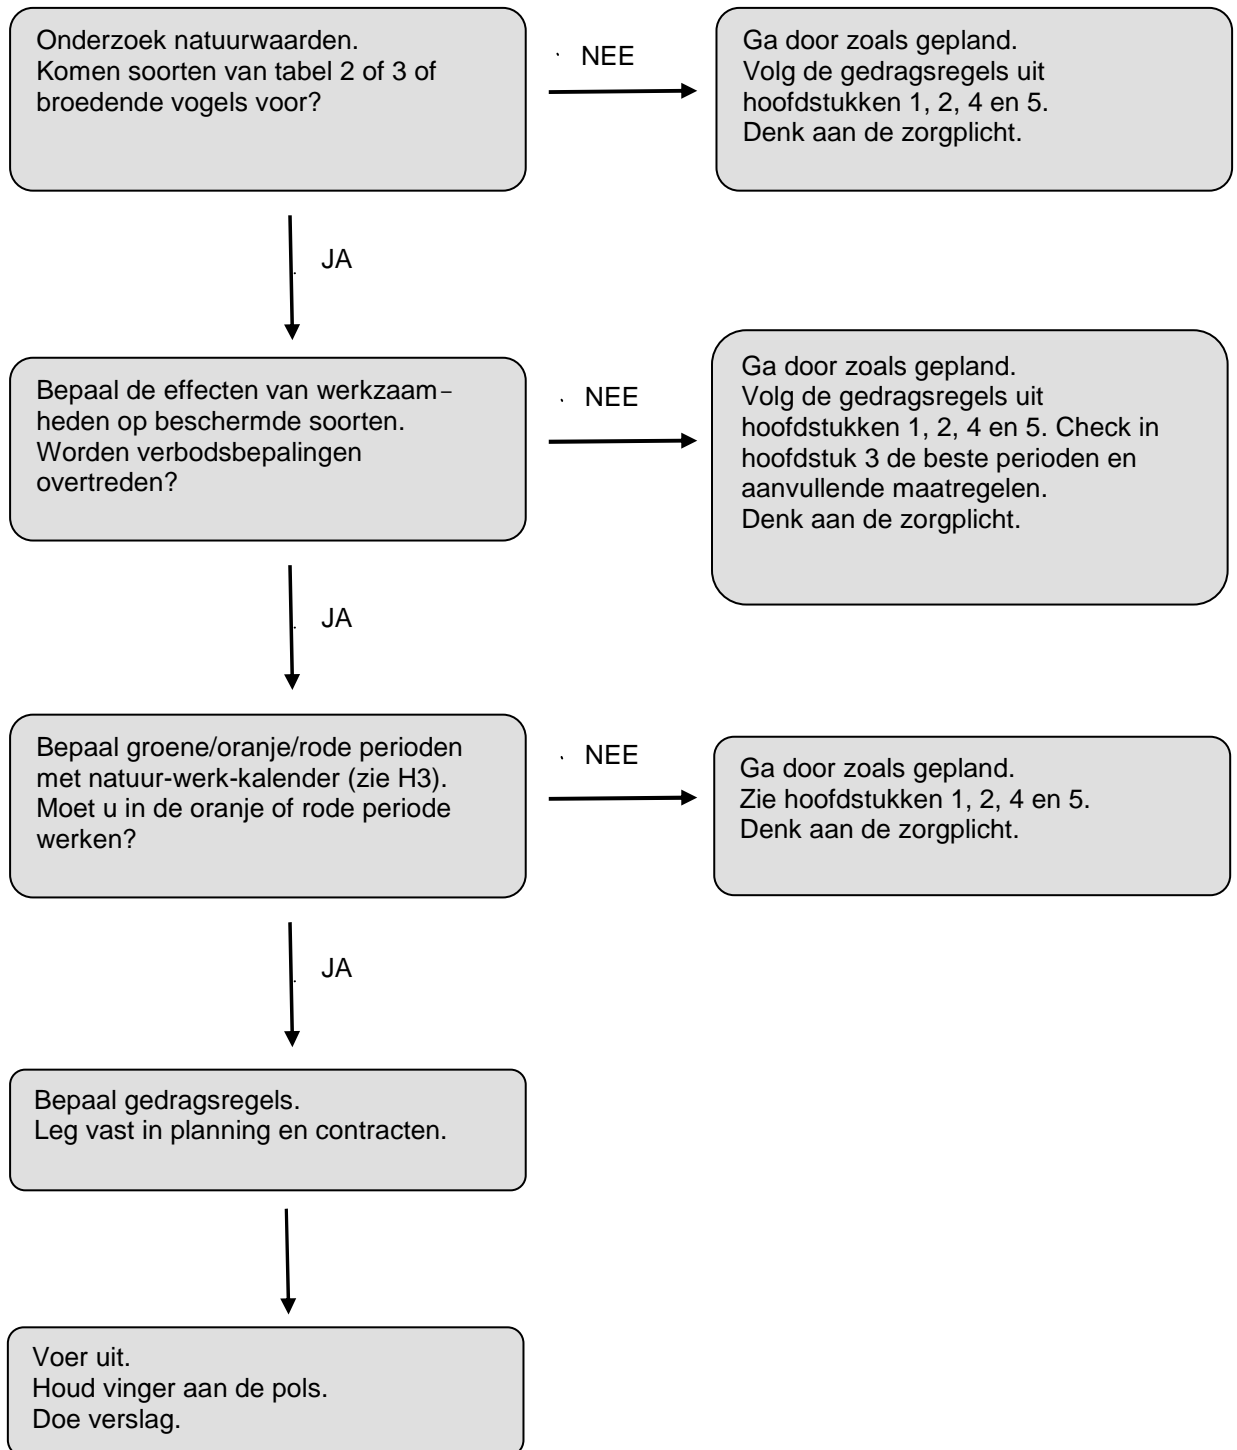 Onderzoek natuurwaarden.
Komen soorten van tabel 2 of 3 of
broedende vogels voor?
NEE
Ga door zoals gepland.
Volg de gedragsregels uit
hoofdstukken 1, 2, 4 en 5.
Denk aan de zorgplicht.
JA
Bepaal de effecten van werkzaam-
heden op beschermde soorten.
Worden verbodsbepalingen
overtreden?
NEE
Ga door zoals gepland.
Volg de gedragsregels uit
hoofdstukken 1, 2, 4 en 5. Check in
hoofdstuk 3 de beste perioden en
aanvullende maatregelen.
Denk aan de zorgplicht.
JA
Bepaal groene/oranje/rode perioden
met natuur-werk-kalender (zie H3).
Moet u in de oranje of rode periode
werken?
NEE
Ga door zoals gepland.
Zie hoofdstukken 1, 2, 4 en 5.
Denk aan de zorgplicht.
JA
Bepaal gedragsregels.
Leg vast in planning en contracten.
Voer uit.
Houd vinger aan de pols.
Doe verslag.